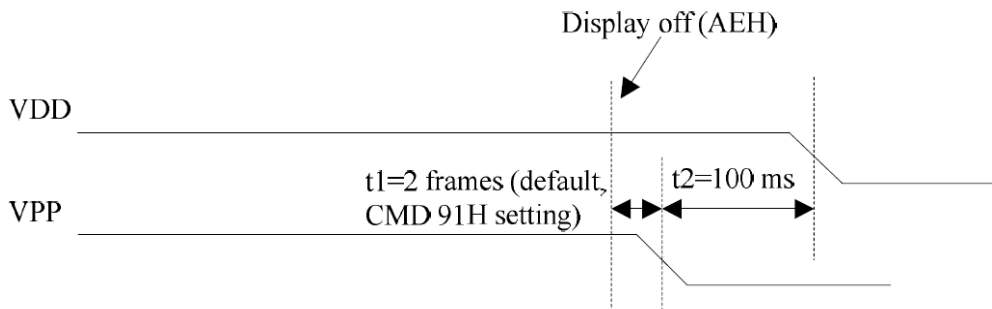 Display off (AEH)
VDD
t1=2 frames (default,
CMD 91H setting)
t2=100 ms
VPP